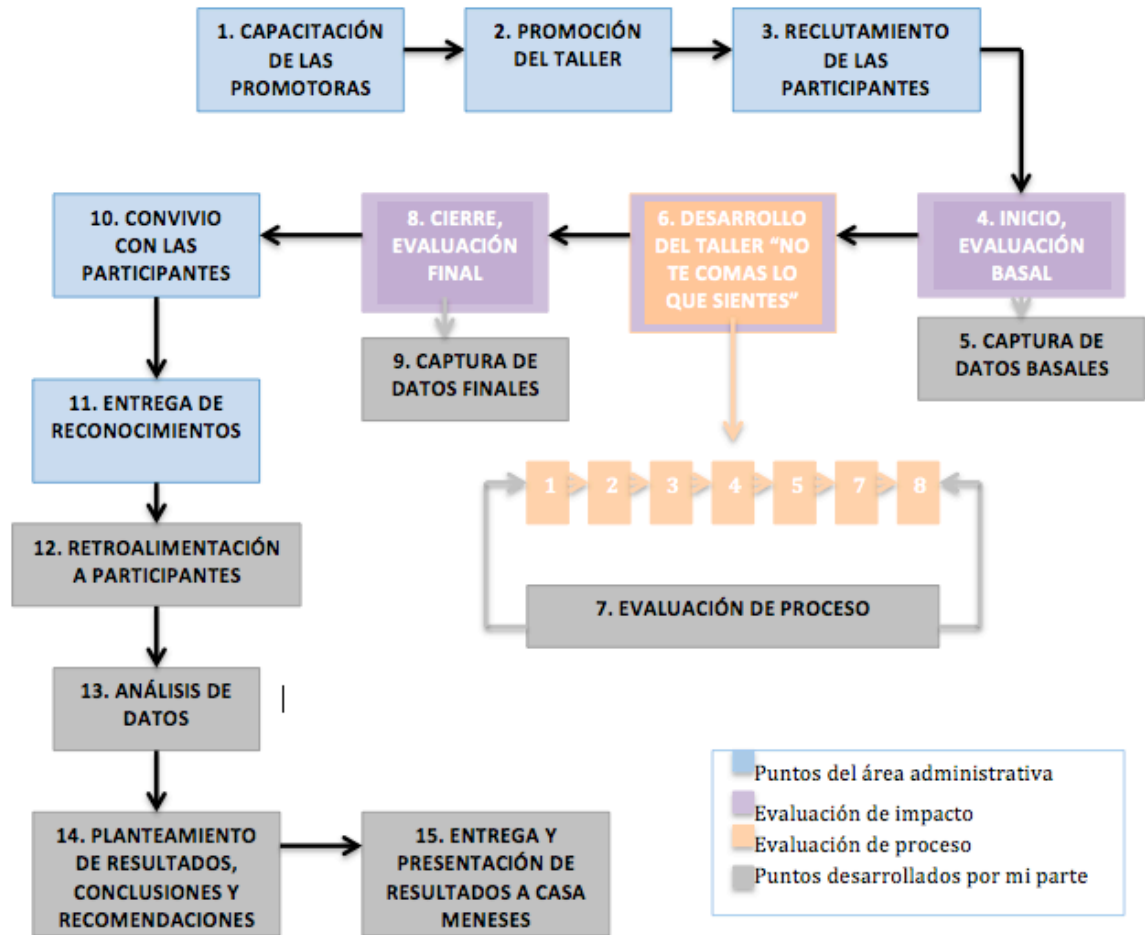 1. CAPACITACIÓN
DE LAS
PROMOTORAS
2. PROMOCIÓN
DEL TALLER
3. RECLUTAMIENTO
DE LAS
PARTICIPANTES
4. INICIO,
EVALUACIÓN
BASAL
5. CAPTURA DE
DATOS BASALES
6. DESARROLLO
DEL TALLER “NO
TE COMAS LO
QUE SIENTES”
1 2 3 4 5 7 8
7. EVALUACIÓN DE PROCESO
8. CIERRE,
EVALUACIÓN
FINAL
9. CAPTURA DE
DATOS FINALES
10. CONVIVIO
CON LAS
PARTICIPANTES
11. ENTREGA DE
RECONOCIMIENTOS
12. RETROALIMENTACIÓN
A PARTICIPANTES
13. ANÁLISIS DE
DATOS
14. PLANTEAMIENTO
DE RESULTADOS,
CONCLUSIONES Y
RECOMENDACIONES
15. ENTREGA Y
PRESENTACIÓN DE
RESULTADOS A CASA
MENESES
Puntos del área administrativa
Evaluación de impacto
Evaluación de proceso
Puntos desarrollados por mi parte